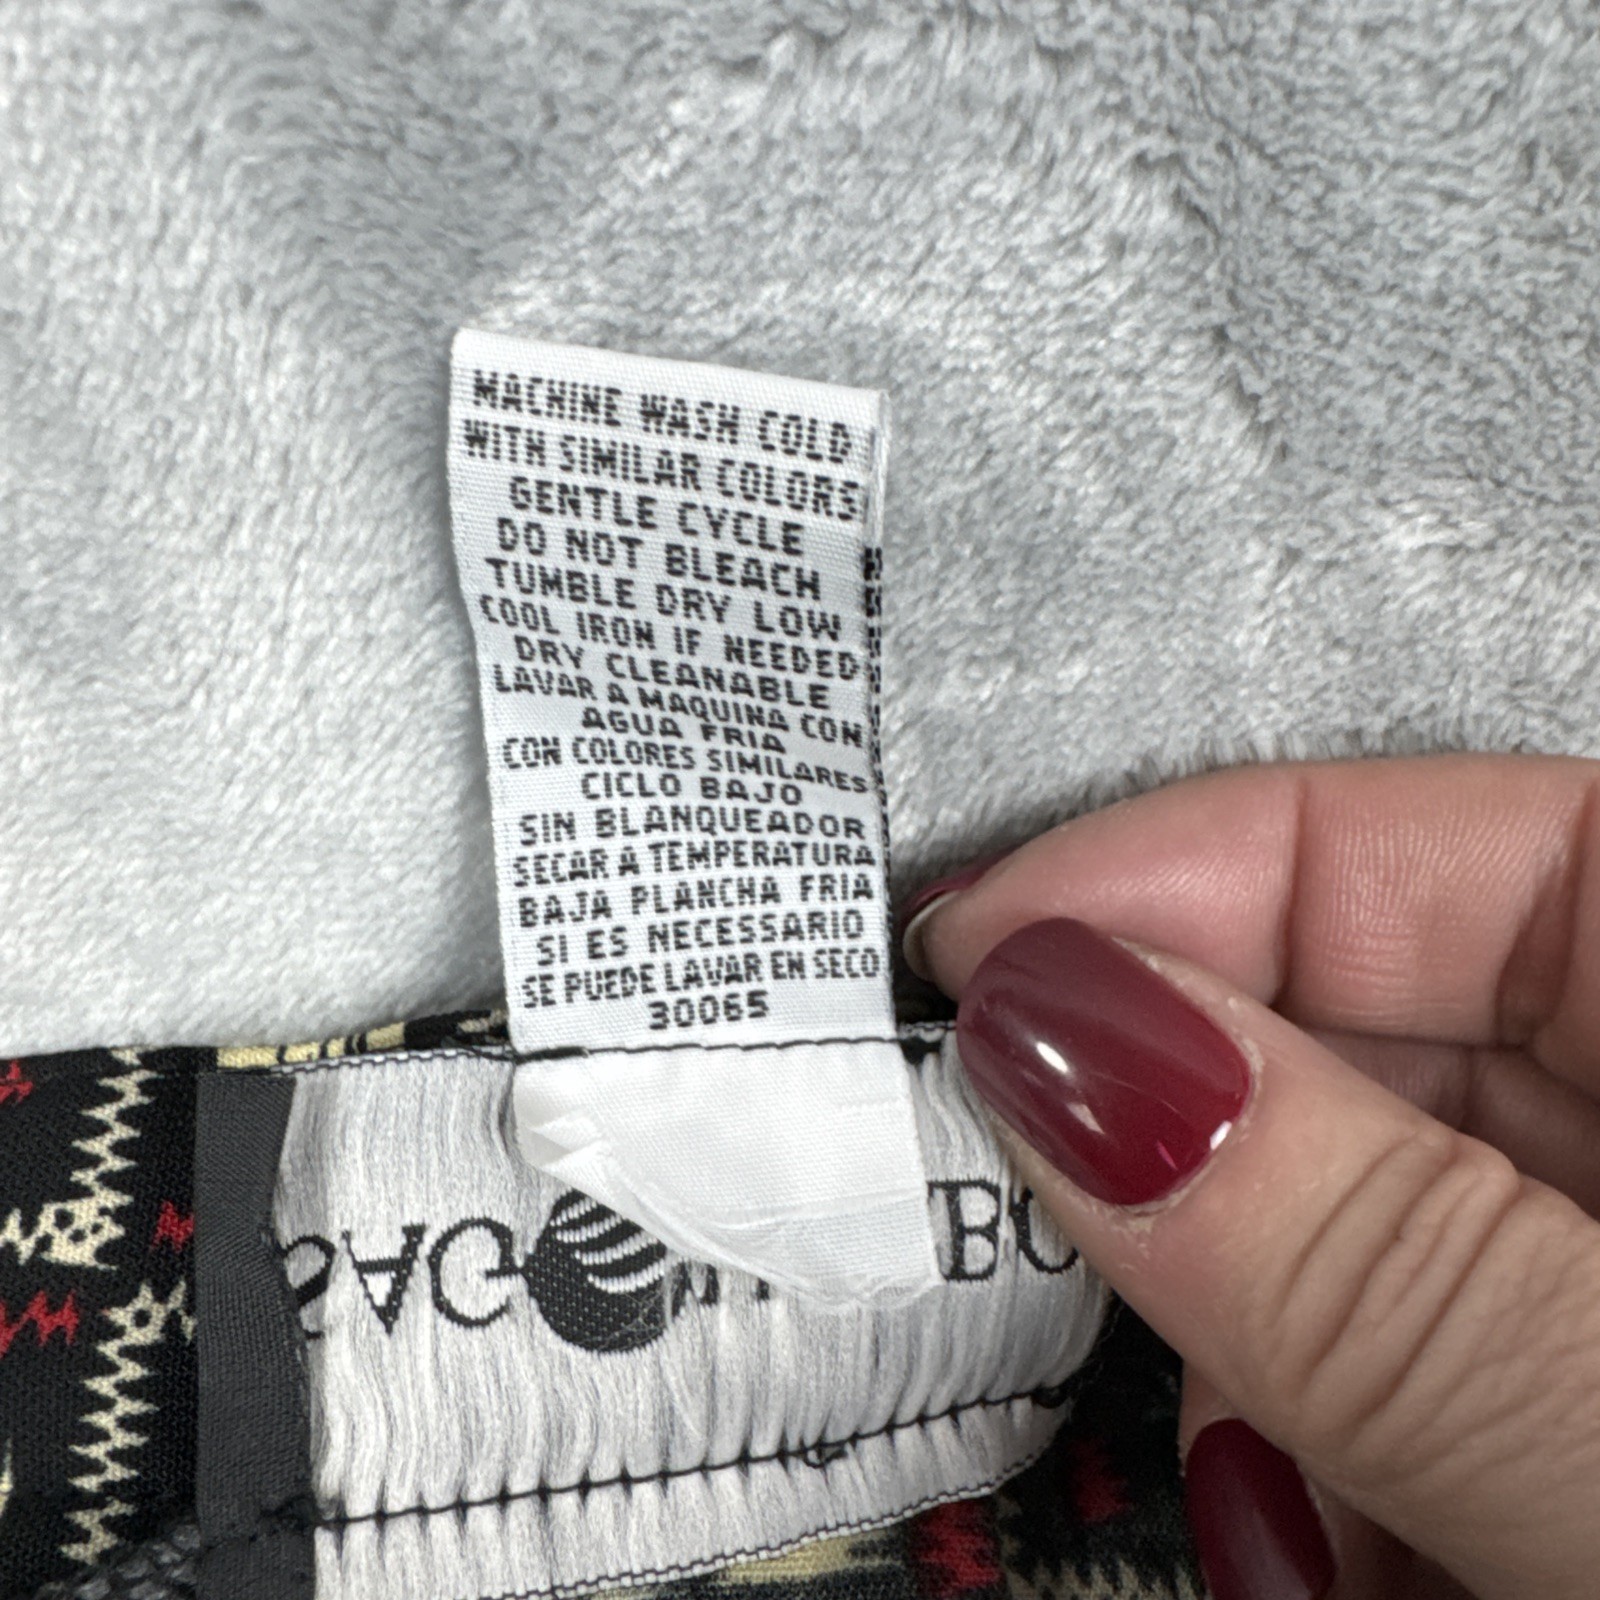 MACHINE WASH COLD
WITH SIMILAR COLORS
GENTLE CYCLE
DO NOT BLEACH
TUMBLE DRY LOW
COOL IRON IF NEEDED
DRY CLEANABLE
LAVAR A MAQUINA CON
AGUA FRIA
CON COLORES SIMILARES
CICLO BAJO
SIN BLANQUEADOR
SECAR A TEMPERATURA
BAJA PLANCHA FRIA
SI ES NECESSARIO
SE PUEDE LAVAR EN SECO
30065